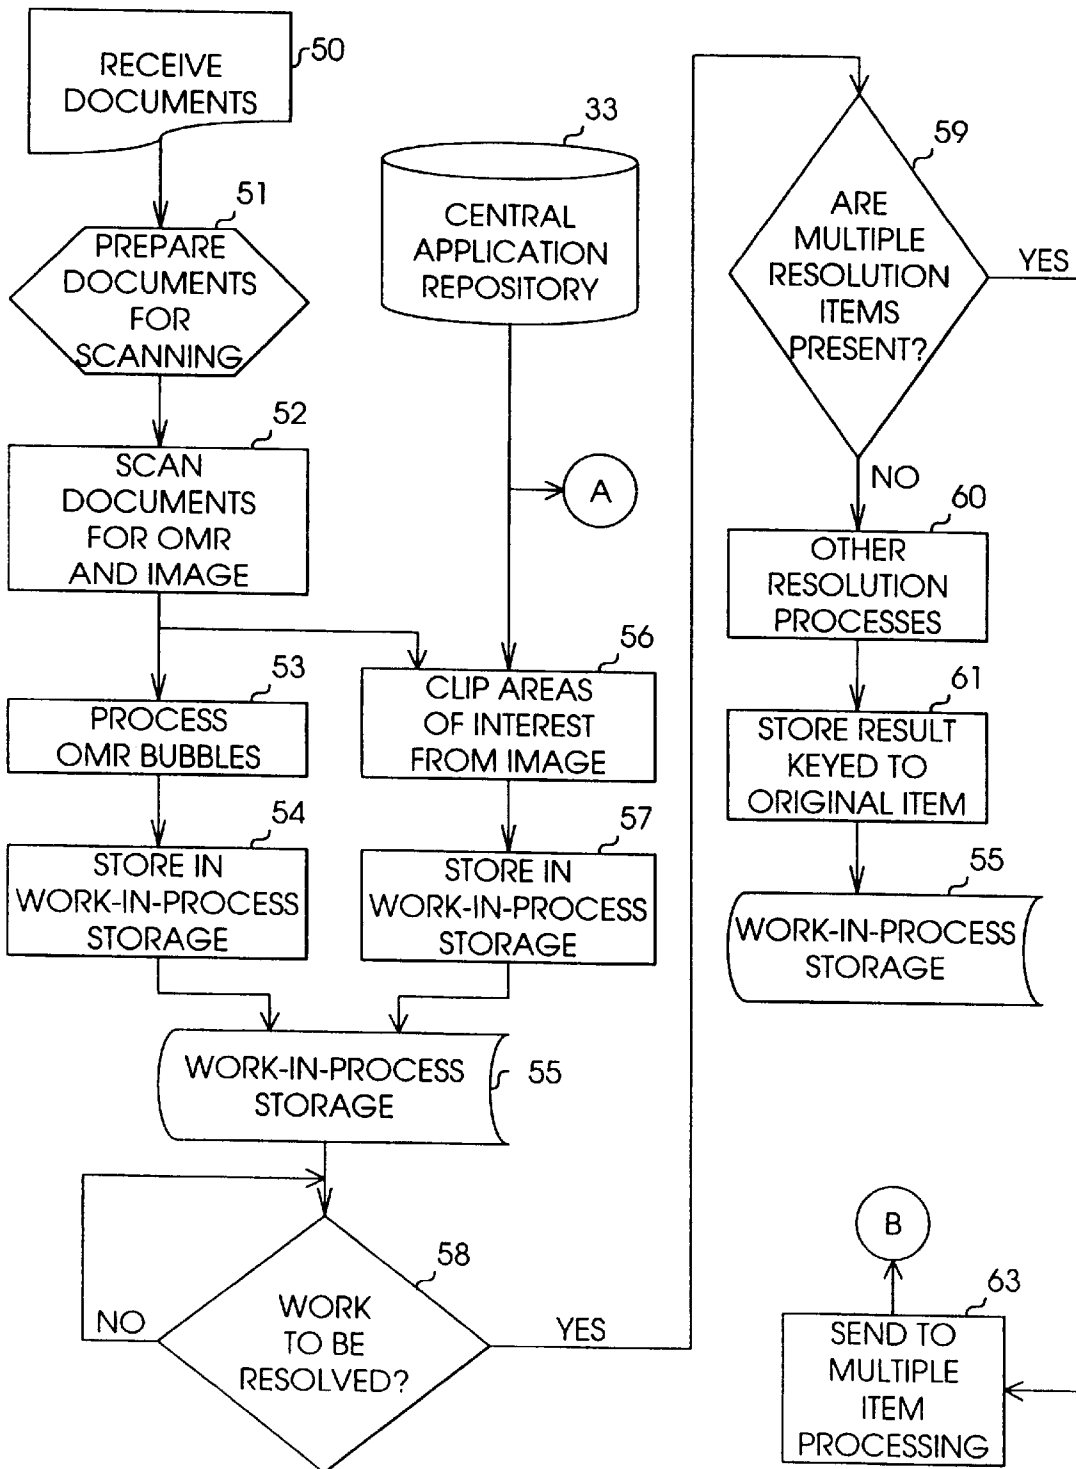 RECEIVE
DOCUMENTS
50
PREPARE
DOCUMENTS
FOR
SCANNING
51
SCAN
DOCUMENTS
FOR OMR
AND IMAGE
52
PROCESS
OMR BUBBLES
53
STORE IN
WORK-IN-PROCESS
STORAGE
54
CENTRAL
APPLICATION
REPOSITORY
33
A
CLIP AREAS
OF INTEREST
FROM IMAGE
56
STORE IN
WORK-IN-PROCESS
STORAGE
57
WORK-IN-PROCESS
STORAGE
55
WORK
TO BE
RESOLVED?
58
NO
YES
ARE
MULTIPLE
RESOLUTION
ITEMS
PRESENT?
59
YES
NO
OTHER
RESOLUTION
PROCESSES
60
STORE RESULT
KEYED TO
ORIGINAL ITEM
61
WORK-IN-PROCESS
STORAGE
55
B
SEND TO
MULTIPLE
ITEM
PROCESSING
63